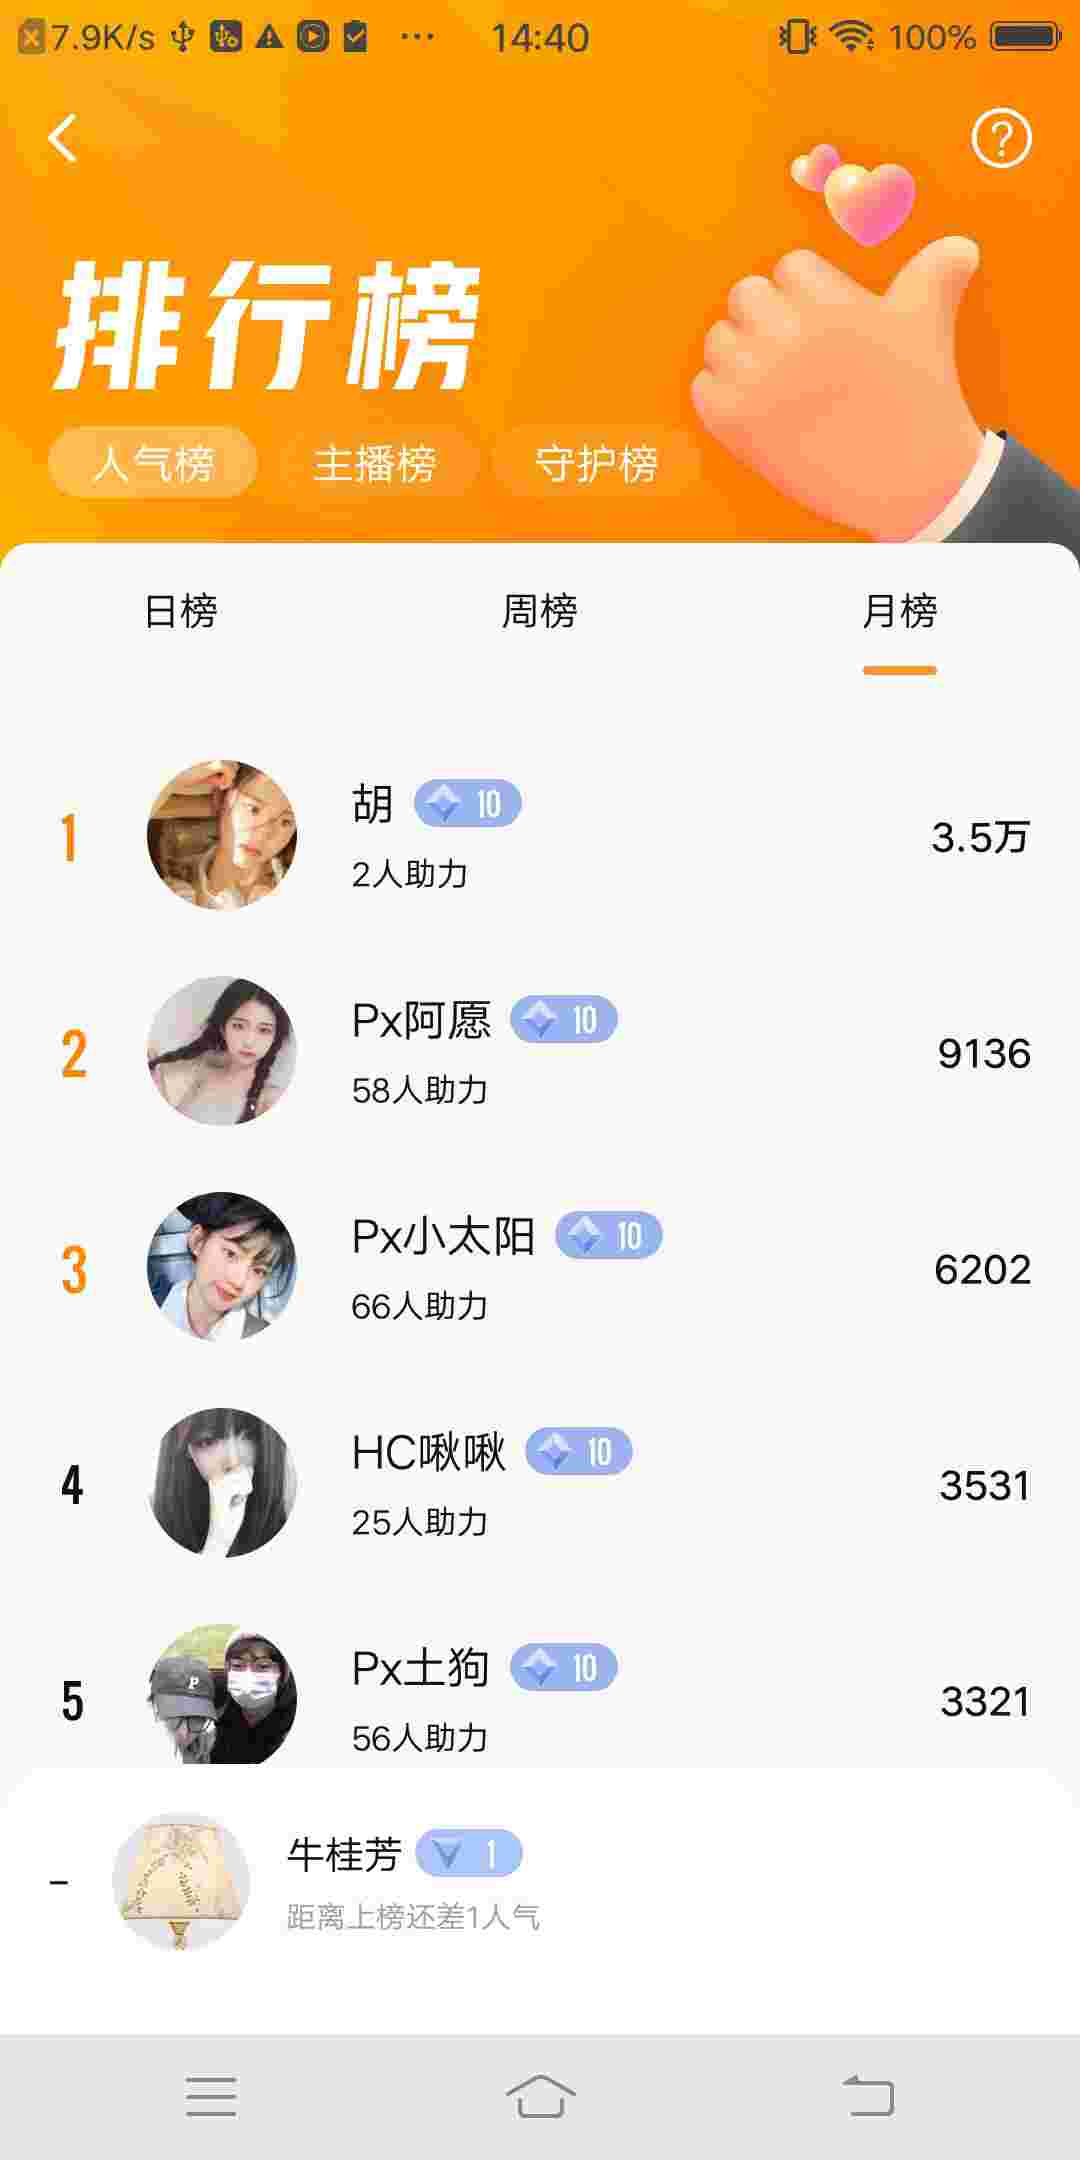 7.9K/s 14:40 100%
排行榜
人气榜 主播榜 守护榜
日榜 周榜 月榜
1 胡 10 3.5万
2人助力
2 Px阿愿 10 9136
58人助力
3 Px小太阳 10 6202
66人助力
4 HC啾啾 10 3531
25人助力
5 Px土狗 10 3321
56人助力
- 牛桂芳 1
距离上榜还差1人气